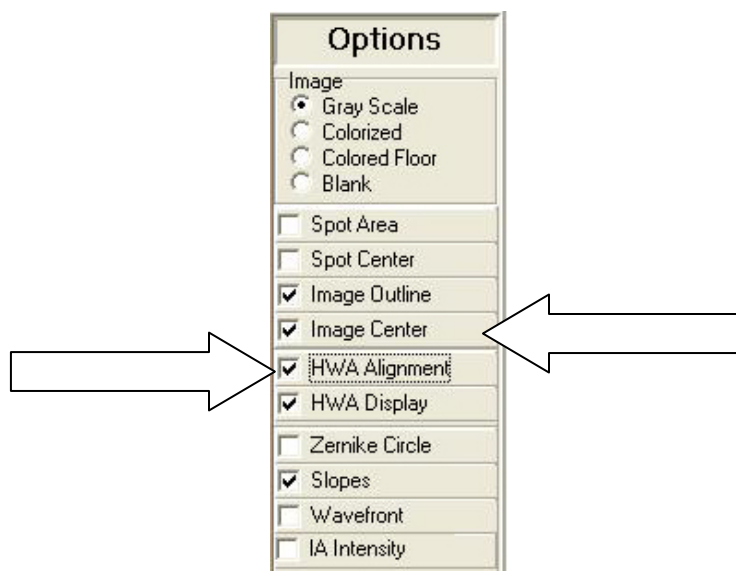 Options
Image
Gray Scale
Colorized
Colored Floor
Blank
Spot Area
Spot Center
Image Outline
Image Center
HWA Alignment
HWA Display
Zernike Circle
Slopes
Wavefront
IA Intensity